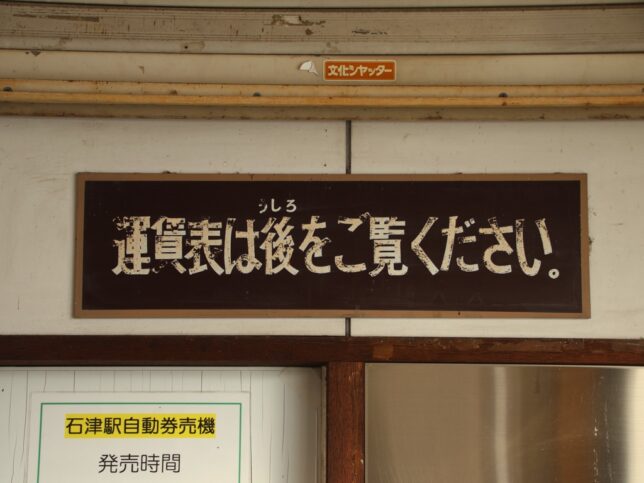 文化シヤッター
うしろ
運賃表は後をご覧ください。
石津駅自動券売機
発売時間